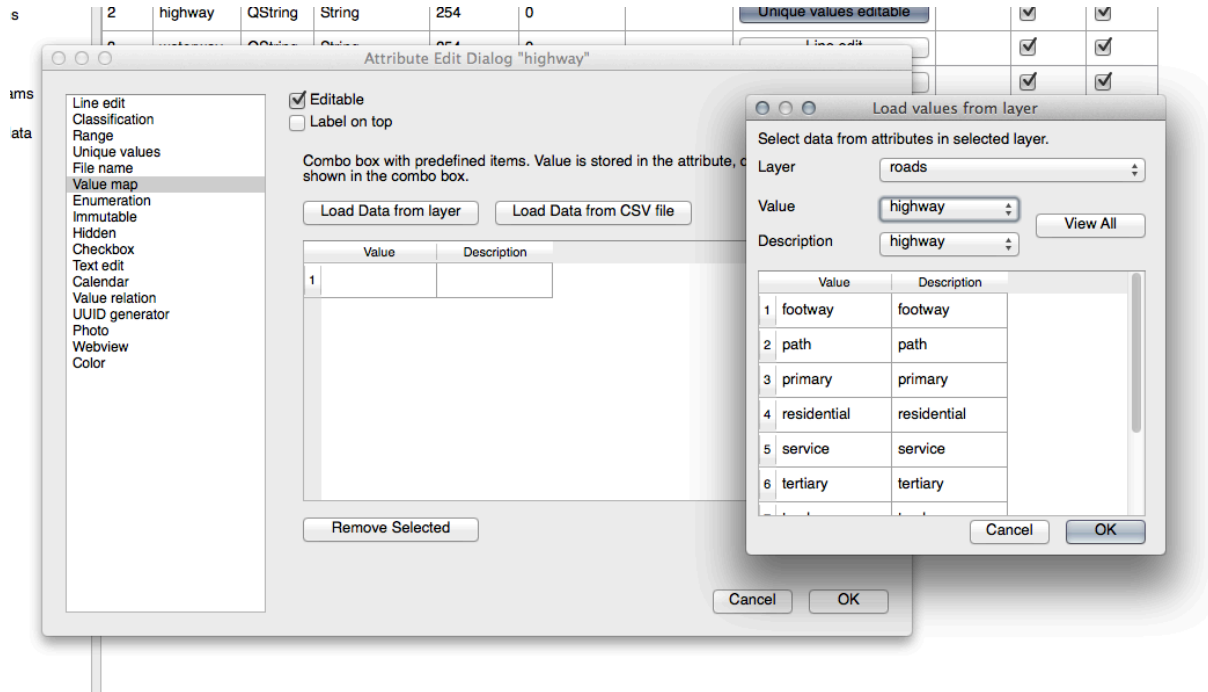 s
2 highway QString String 254 0 Unique values editable
Line edit
Attribute Edit Dialog "highway"
ams
ata
Line edit
Classification
Range
Unique values
File name
Value map
Enumeration
Immutable
Hidden
Checkbox
Text edit
Calendar
Value relation
UUID generator
Photo
Webview
Color
Editable
Label on top
Combo box with predefined items. Value is stored in the attribute,
shown in the combo box.
Load Data from layer Load Data from CSV file
Value Description
1
Remove Selected
Cancel OK
Load values from layer
Select data from attributes in selected layer.
Layer roads
Value highway
View All
Description highway
Value Description
1 footway footway
2 path path
3 primary primary
4 residential residential
5 service service
6 tertiary tertiary
Cancel OK